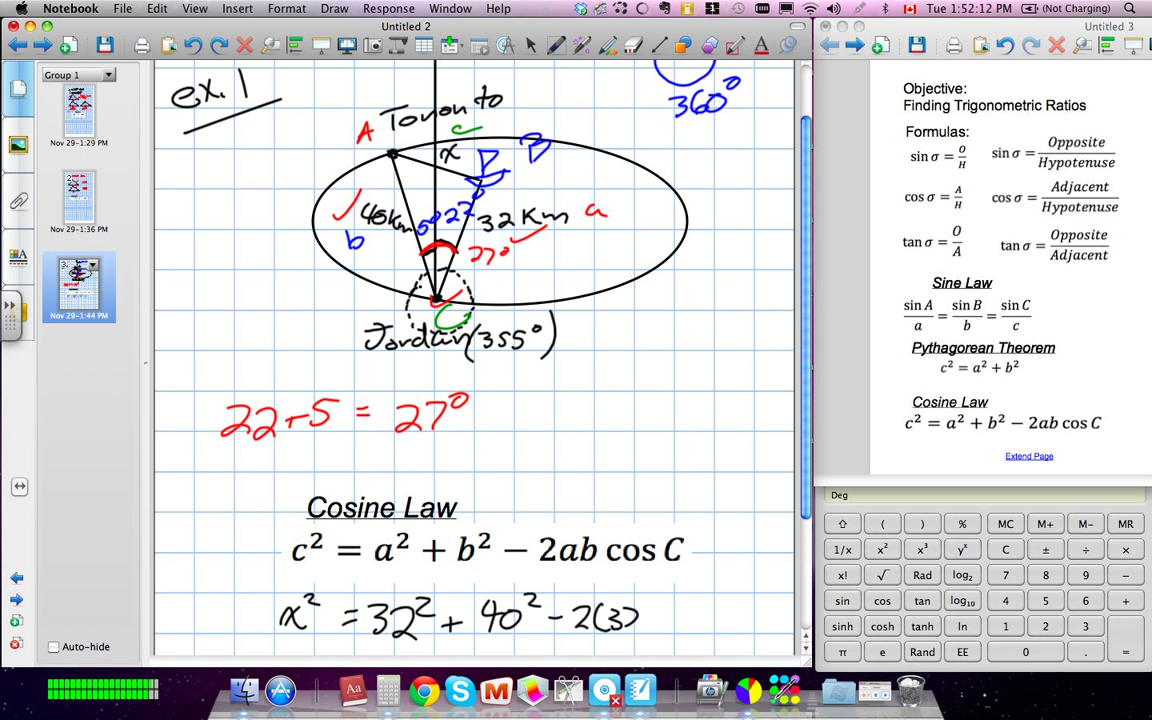 Notebook File Edit View Insert Format Draw Response Window Help
Tue 1:52:12 PM (Not Charging)
Untitled 2
Group 1
Nov 29-1:29 PM
Nov 29-1:36 PM
Nov 29-1:44 PM
Auto-hide
ex. 1
360°
Toronto
A
c
x
B
5°
22°
32 Km
a
b
27°
C
Jordan (355°)
22+5 = 27°
Cosine Law
c² = a² + b² − 2ab cos C
x² = 32² + 40² − 2(3)
Untitled 3
Objective:
Finding Trigonometric Ratios
Formulas:
sin σ = O/H sin σ = Opposite/Hypotenuse
cos σ = A/H cos σ = Adjacent/Hypotenuse
tan σ = O/A tan σ = Opposite/Adjacent
Sine Law
sin A/a = sin B/b = sin C/c
Pythagorean Theorem
c² = a² + b²
Cosine Law
c² = a² + b² − 2ab cos C
Extend Page
Deg
( ) % MC M+ M− MR
1/x x² x³ yˣ C ± ÷ ×
x! √ Rad log₂ 7 8 9 −
sin cos tan log₁₀ 4 5 6 +
sinh cosh tanh ln 1 2 3
π e Rand EE 0 . =